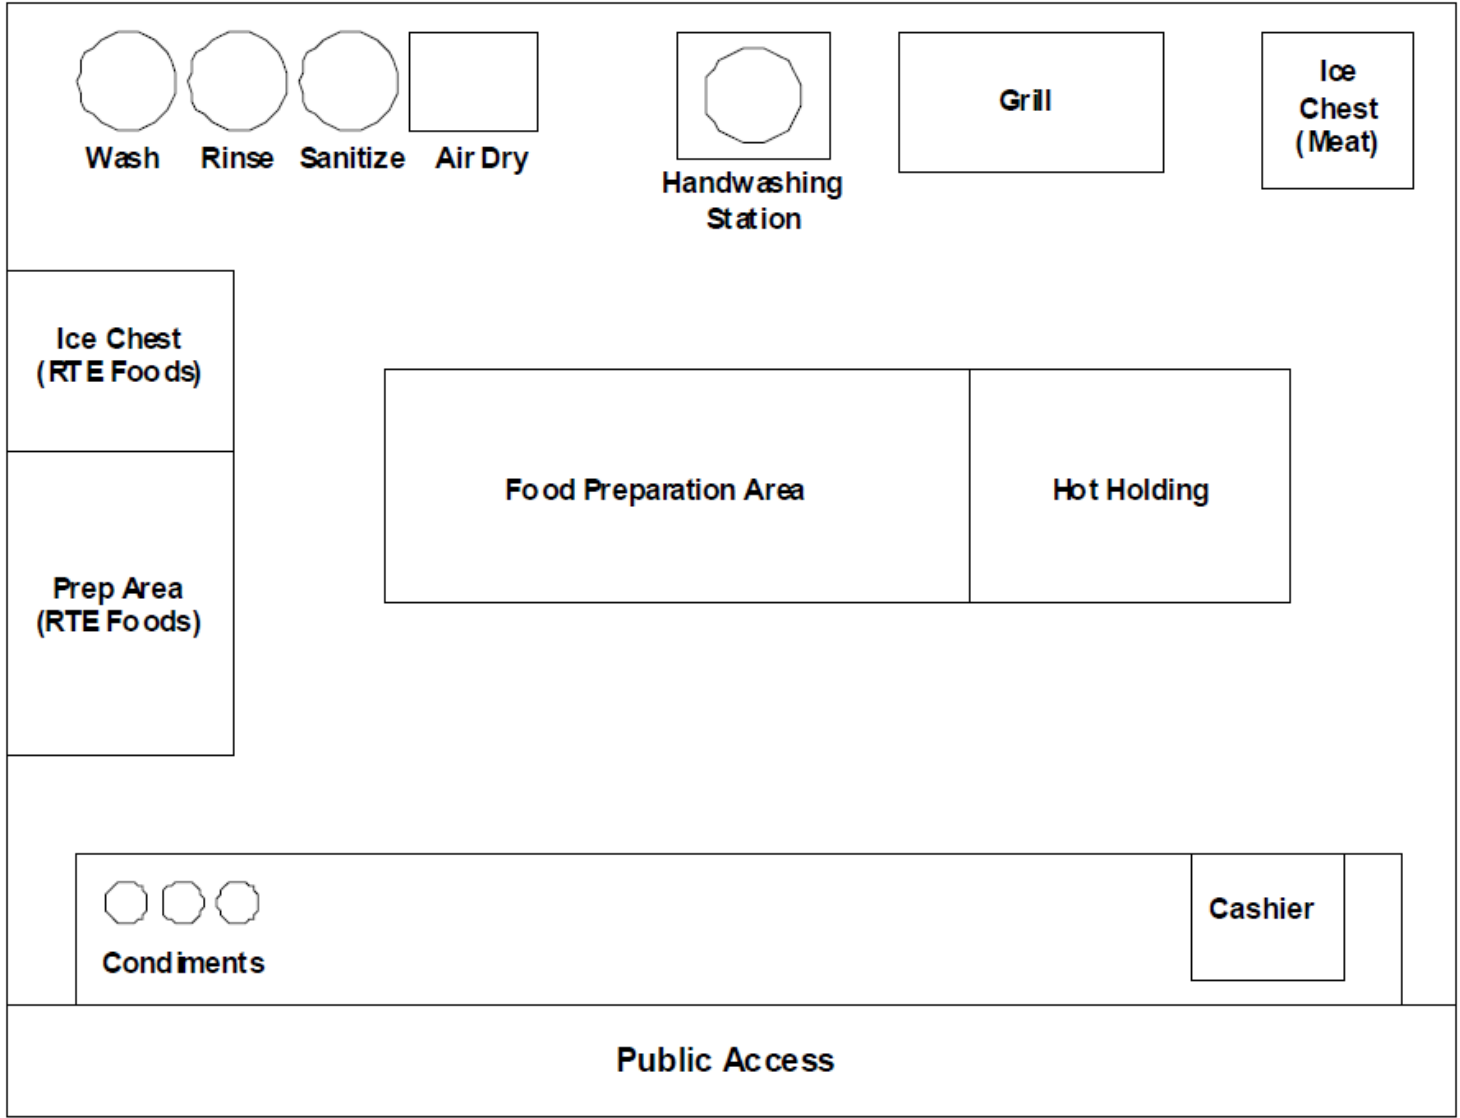 Wash
Rinse
Sanitize
Air Dry
Handwashing
Station
Grill
Ice
Chest
(Meat)
Ice Chest
(RTE Foods)
Food Preparation Area
Hot Holding
Prep Area
(RTE Foods)
Condiments
Cashier
Public Access